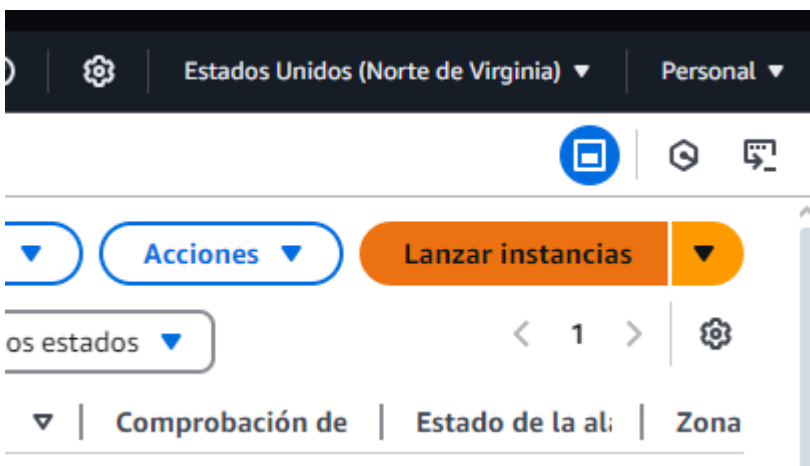 Estados Unidos (Norte de Virginia) Personal
Acciones Lanzar instancias
os estados 1
Comprobación de Estado de la al Zona